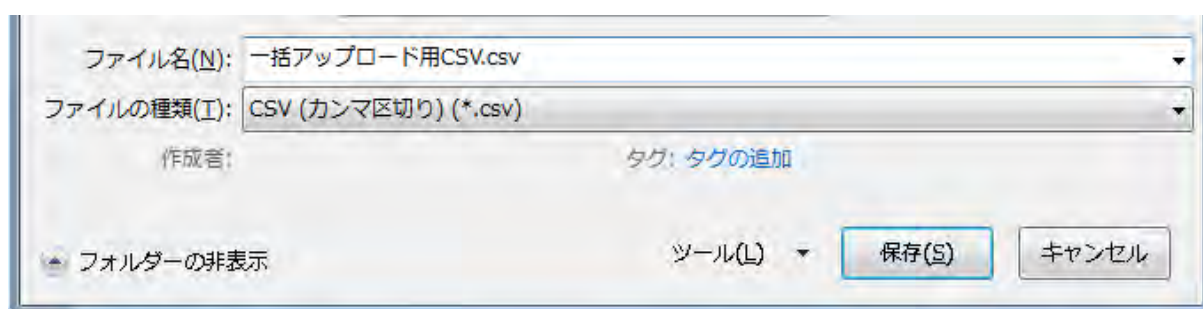 ファイル名(N): 一括アップロード用CSV.csv
ファイルの種類(T): CSV (カンマ区切り) (*.csv)
作成者: タグ: タグの追加
フォルダーの非表示 ツール(L) 保存(S) キャンセル